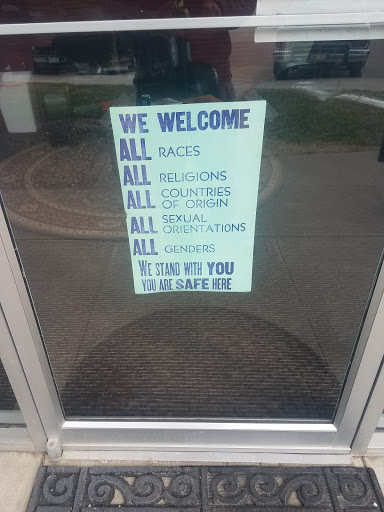 WE WELCOME
ALL RACES
ALL RELIGIONS
ALL COUNTRIES
OF ORIGIN
ALL SEXUAL
ORIENTATIONS
ALL GENDERS
WE STAND WITH YOU
YOU ARE SAFE HERE